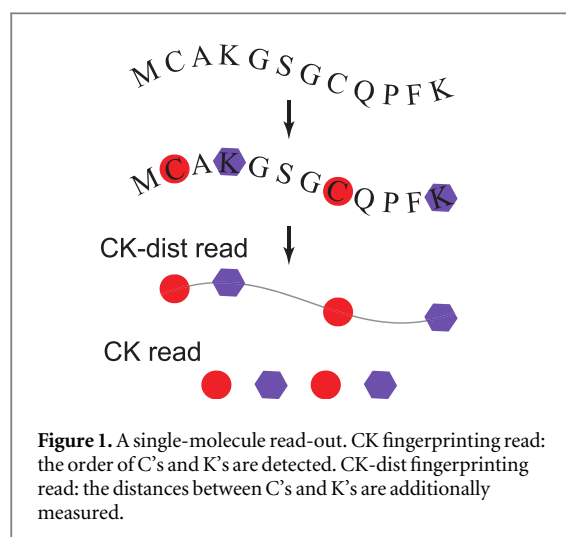 MCAKGSGCQPFK
MCAKGSGCQPFK
CK-dist read
CK read
Figure 1. A single-molecule read-out. CK fingerprinting read:
the order of C's and K's are detected. CK-dist fingerprinting
read: the distances between C's and K's are additionally
measured.